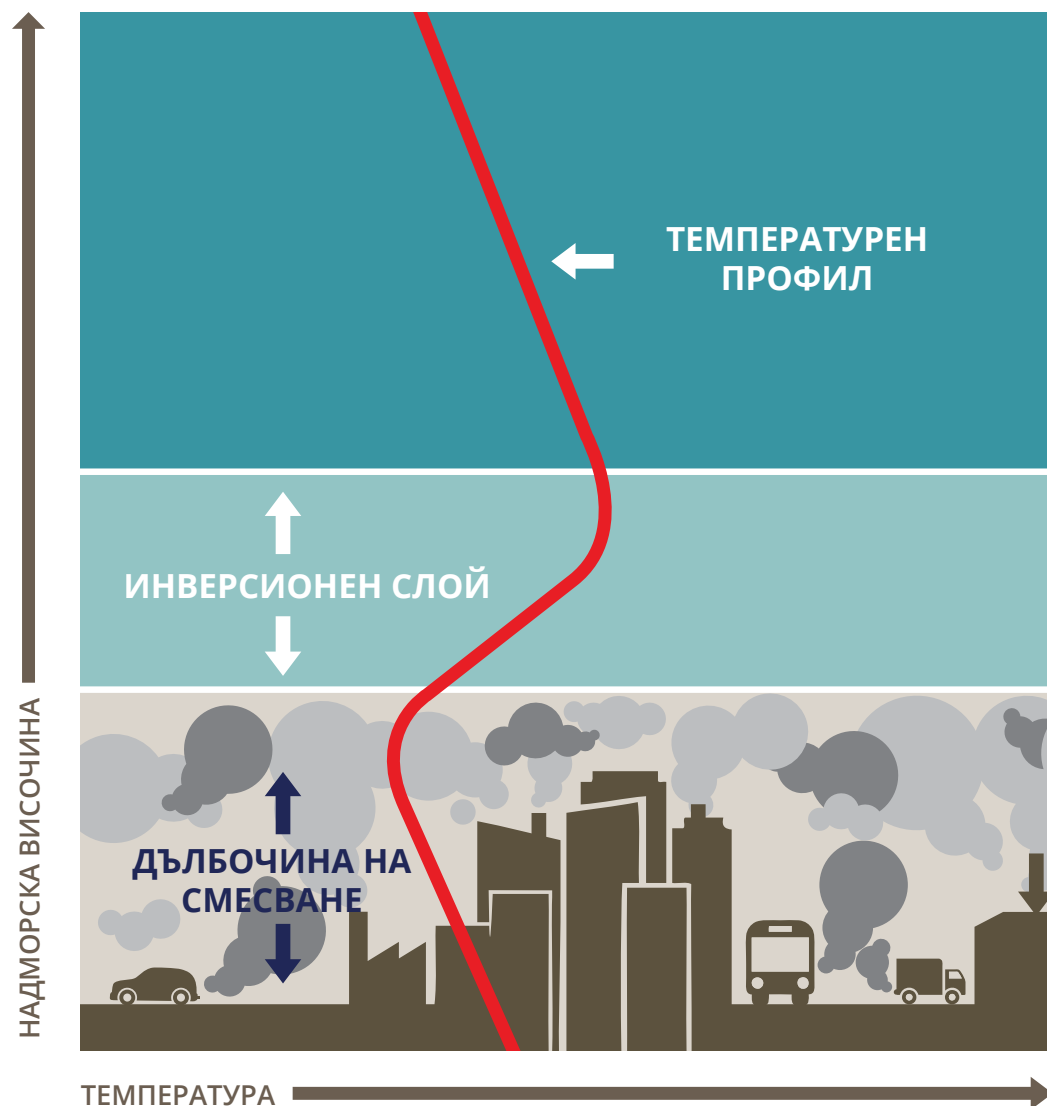 ТЕМПЕРАТУРЕН
ПРОФИЛ
ИНВЕРСИОНЕН СЛОЙ
ДЪЛБОЧИНА НА
СМЕСВАНЕ
НАДМОРСКА ВИСОЧИНА
ТЕМПЕРАТУРА